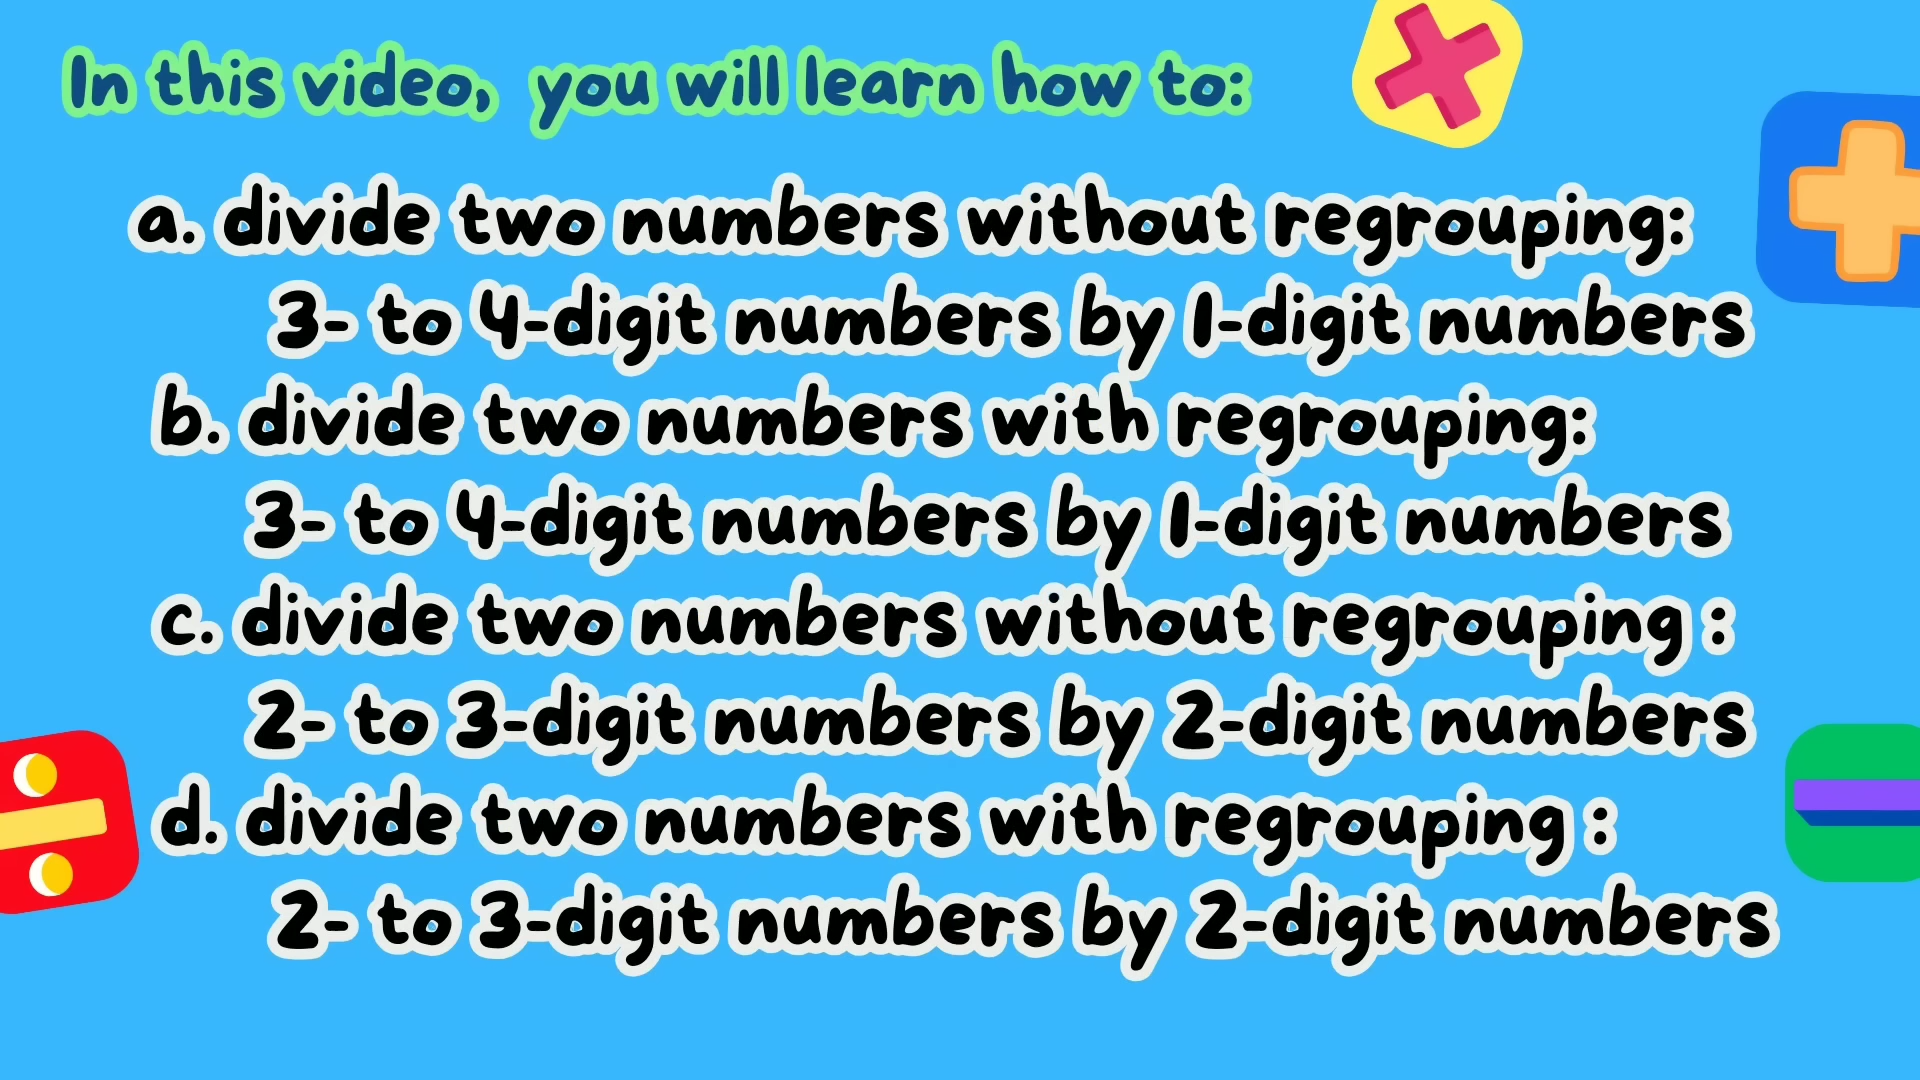 In this video, you will learn how to:
a. divide two numbers without regrouping:
3- to 4-digit numbers by 1-digit numbers
b. divide two numbers with regrouping:
3- to 4-digit numbers by 1-digit numbers
c. divide two numbers without regrouping :
2- to 3-digit numbers by 2-digit numbers
d. divide two numbers with regrouping :
2- to 3-digit numbers by 2-digit numbers